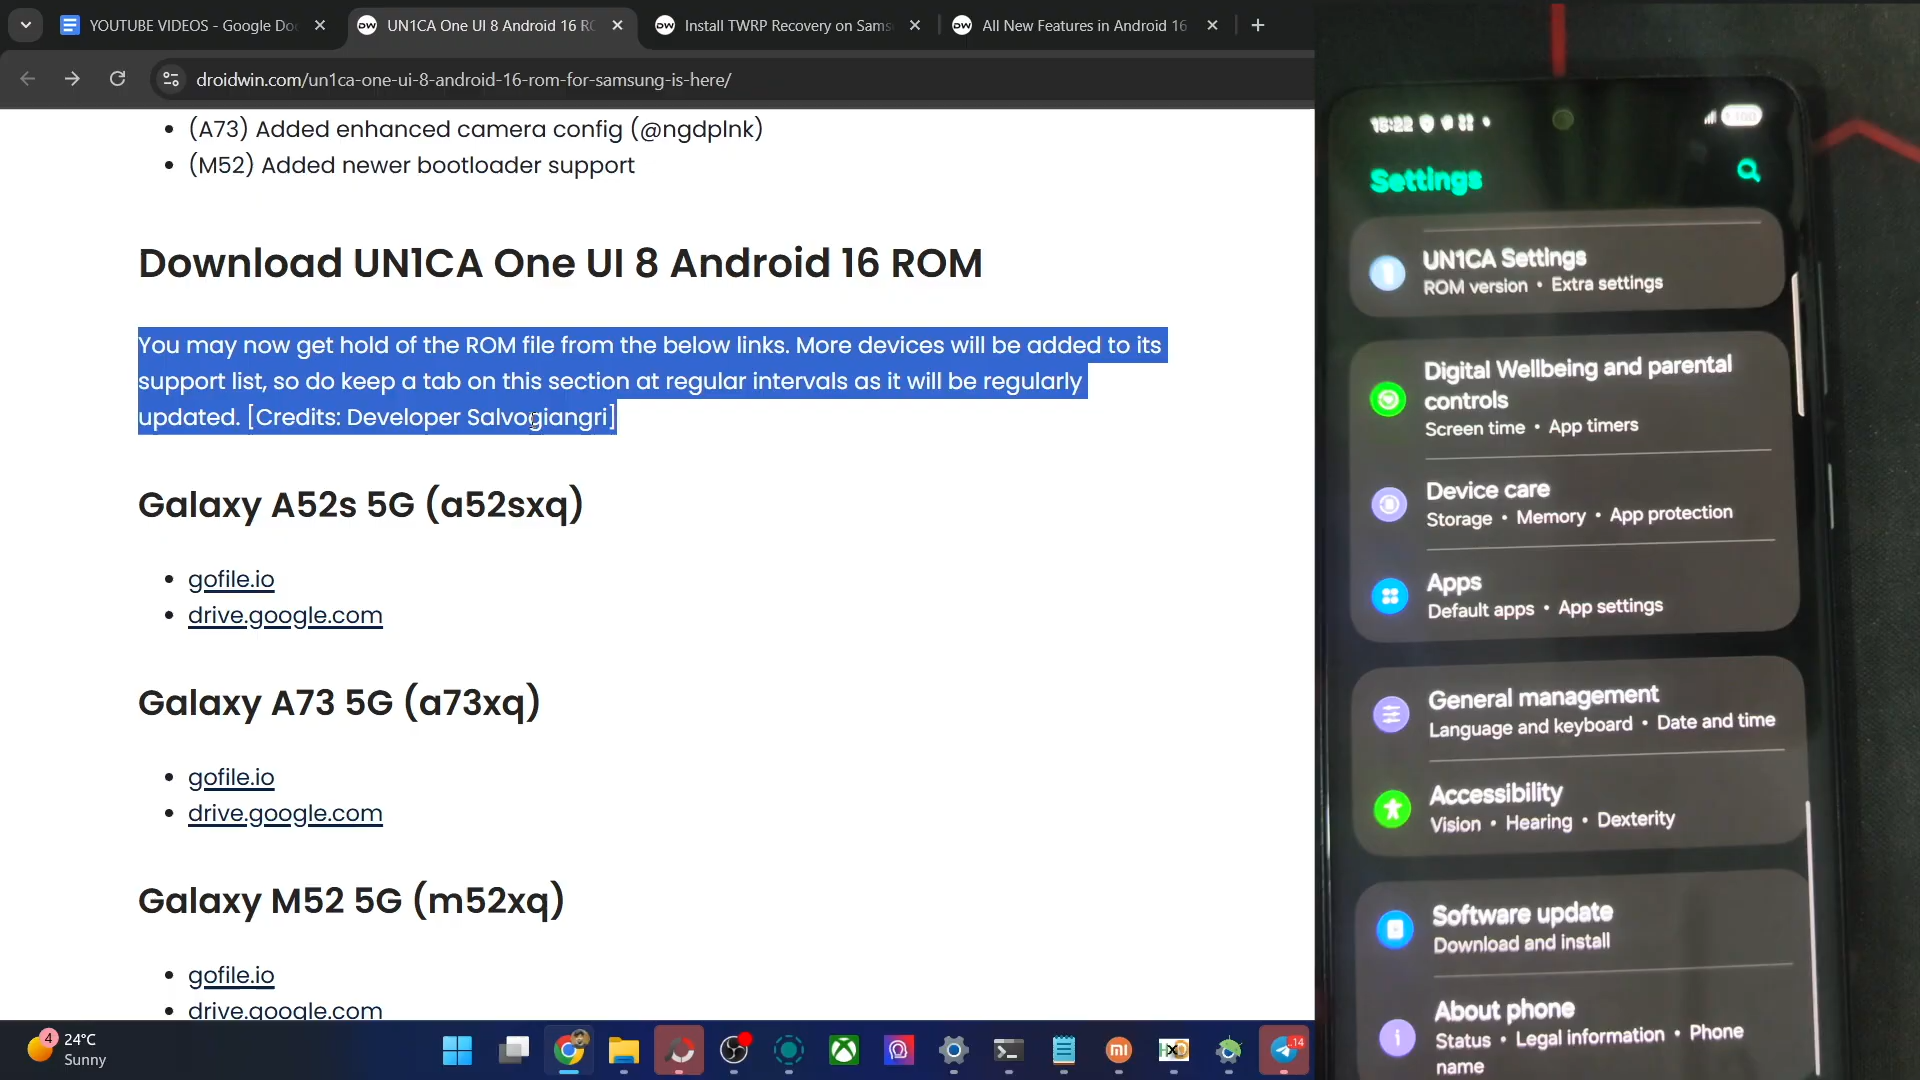 YOUTUBE VIDEOS - Google Do
UN1CA One UI 8 Android 16 R
Install TWRP Recovery on Sams
All New Features in Android 16
droidwin.com/un1ca-one-ui-8-android-16-rom-for-samsung-is-here/
(A73) Added enhanced camera config (@ngdplnk)
(M52) Added newer bootloader support
Download UN1CA One UI 8 Android 16 ROM
You may now get hold of the ROM file from the below links. More devices will be added to its
support list, so do keep a tab on this section at regular intervals as it will be regularly
updated. [Credits: Developer Salvogiangri]
Galaxy A52s 5G (a52sxq)
gofile.io
drive.google.com
Galaxy A73 5G (a73xq)
gofile.io
drive.google.com
Galaxy M52 5G (m52xq)
gofile.io
drive.google.com
4
24°C
Sunny
14
15:22
Settings
UN1CA Settings
ROM version • Extra settings
Digital Wellbeing and parental
controls
Screen time • App timers
Device care
Storage • Memory • App protection
Apps
Default apps • App settings
General management
Language and keyboard • Date and time
Accessibility
Vision • Hearing • Dexterity
Software update
Download and install
About phone
Status • Legal information • Phone
name